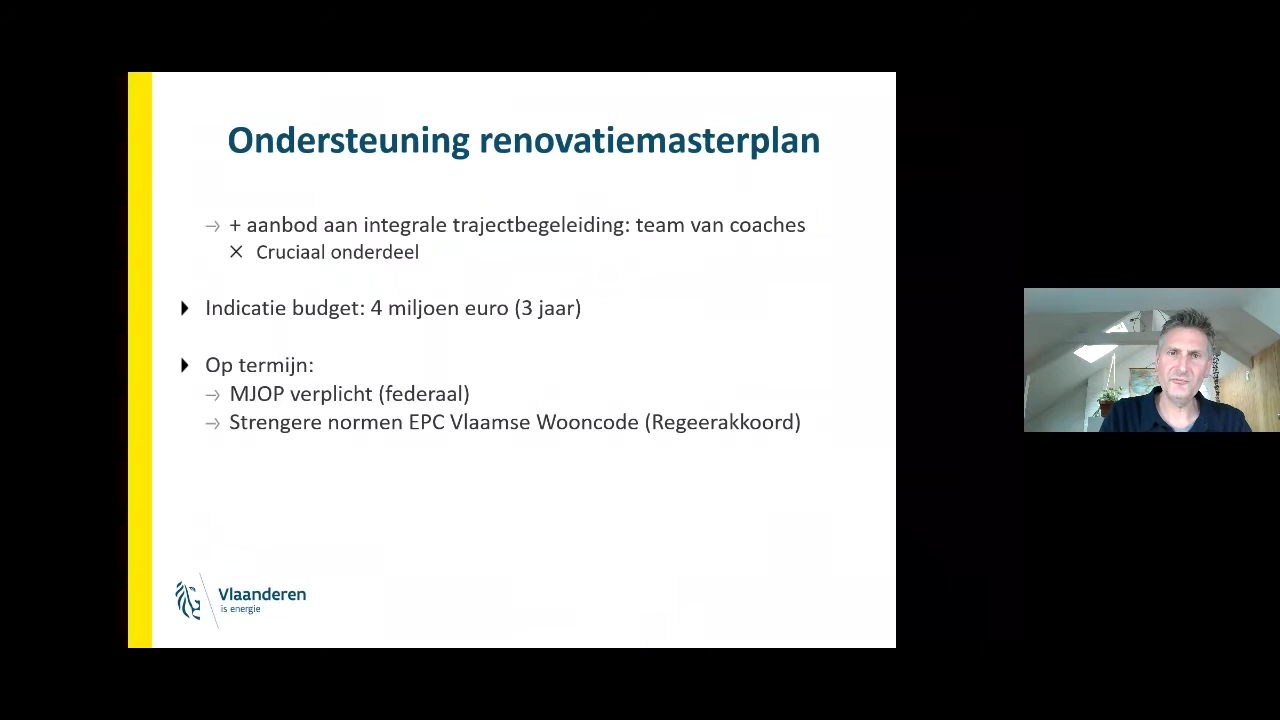 Ondersteuning renovatiemasterplan
→ + aanbod aan integrale trajectbegeleiding: team van coaches
× Cruciaal onderdeel
Indicatie budget: 4 miljoen euro (3 jaar)
Op termijn:
→ MJOP verplicht (federaal)
→ Strengere normen EPC Vlaamse Wooncode (Regeerakkoord)
Vlaanderen
is energie